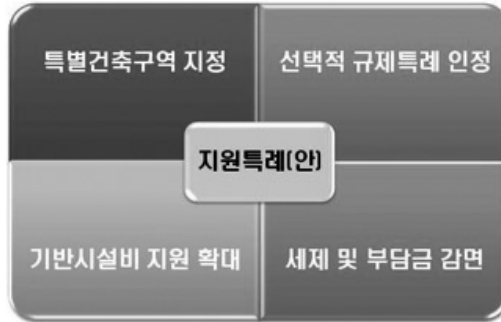 특별건축구역 지정
선택적 규제특례 인정
지원특례(안)
기반시설비 지원 확대
세제 및 부담금 감면